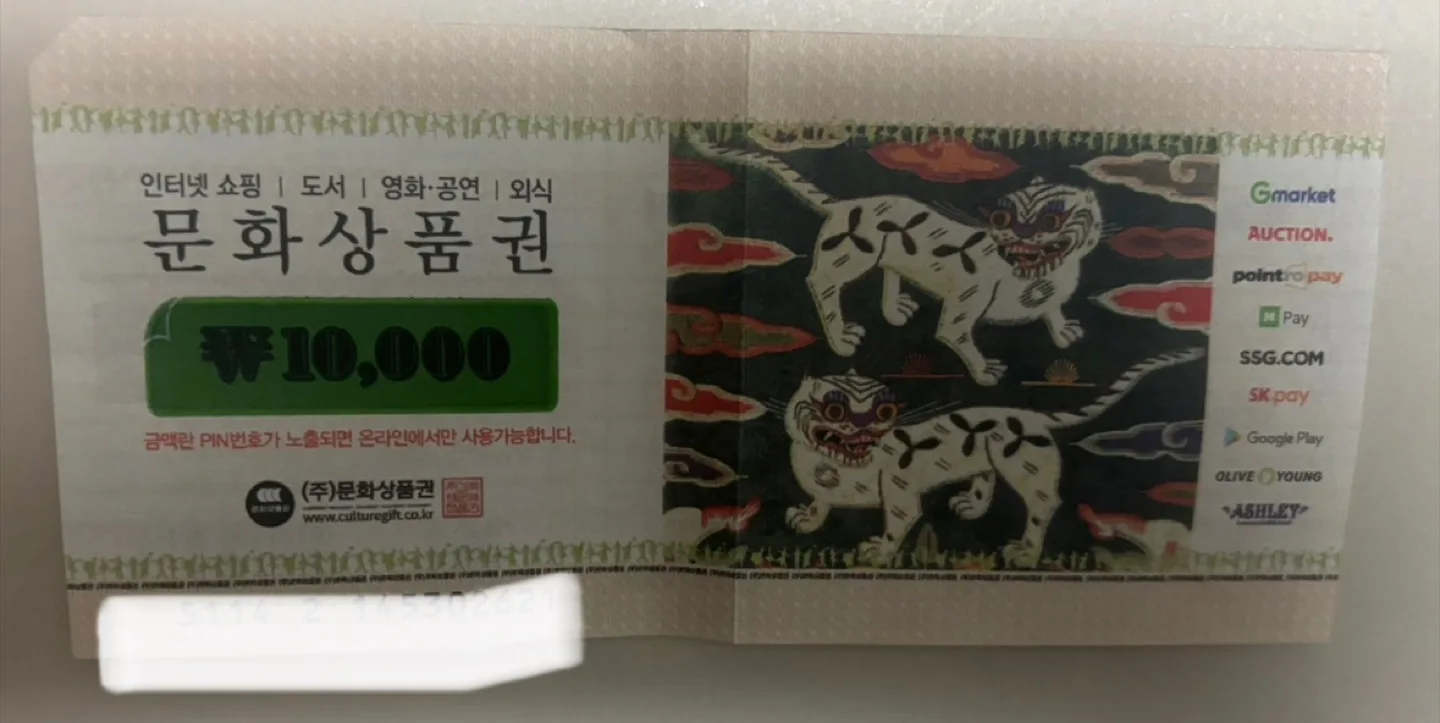 인터넷 쇼핑 | 도서 | 영화·공연 | 외식
문화상품권
₩10,000
금액란 PIN번호가 노출되면 온라인에서만 사용가능합니다.
(주)문화상품권
www.culturegift.co.kr
Gmarket
AUCTION.
pointropay
N Pay
SSG.COM
SK pay
Google Play
OLIVE YOUNG
ASHLEY